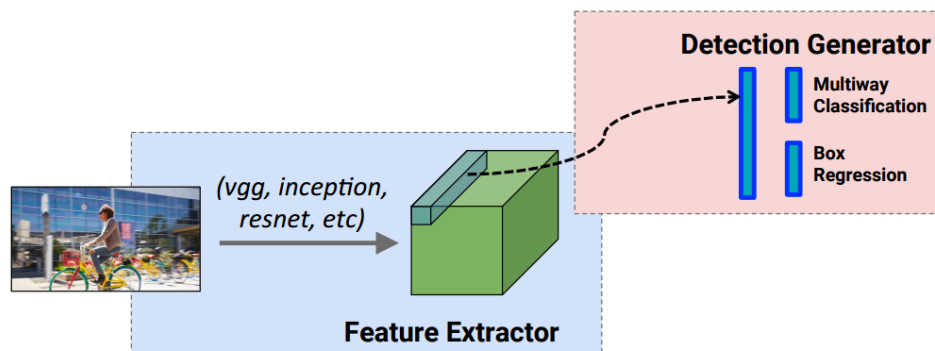 Detection Generator
Multiway
Classification
Box
Regression
(vgg, inception,
resnet, etc)
Feature Extractor